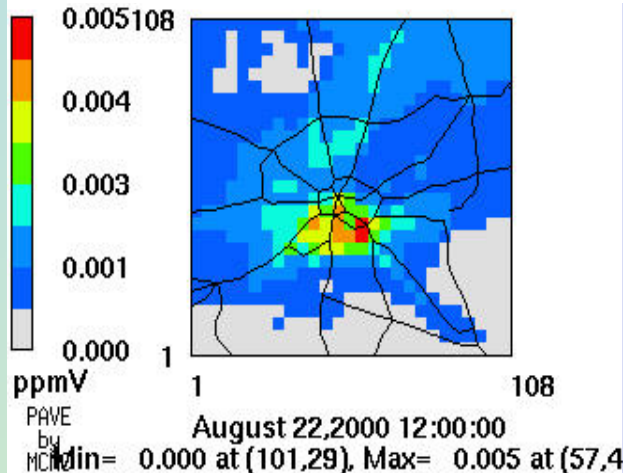 0.005
0.004
0.003
0.001
0.000
ppmV
108
1
1
108
PAVE
by
August 22,2000 12:00:00
Min= 0.000 at (101,29), Max= 0.005 at (57,4